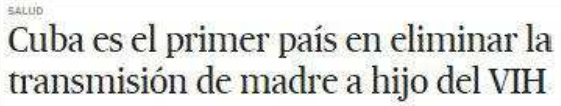 SALUD
Cuba es el primer país en eliminar la
transmisión de madre a hijo del VIH